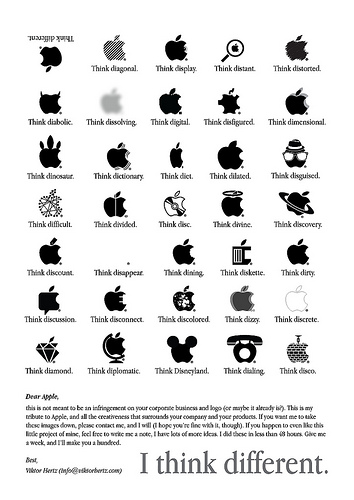 Think different.
Think diagonal. Think display. Think distant. Think distorted.
Think diabolic. Think dissolving. Think digital. Think disfigured. Think dimensional.
Think dinosaur. Think dictionary. Think dict. Think dilated. Think disguised.
Think difficult. Think divided. Think disc. Think divine. Think discovery.
Think discount. Think disappear. Think dining. Think diskette. Think dirty.
Think discussion. Think disconnect. Think discolored. Think dizzy. Think discrete.
Think diamond. Think diplomatic. Think Disneyland. Think dialing. Think disco.
Dear Apple,
this is not meant to be an infringement on your corporate business and logo (or maybe it already is?). This is my
tribute to Apple, and all the creativity that surrounds your company and your products. If you want me to take
these images down, please contact me, and I will (I hope you're fine with it, though). If you happen to even like this
little project of mine, feel free to write me a note, I have lots of more ideas. I did these in less than 48 hours. Give me
a week, and I'll make you a hundred.
Best,
Viktor Hertz (info@viktorhertz.com)
I think different.